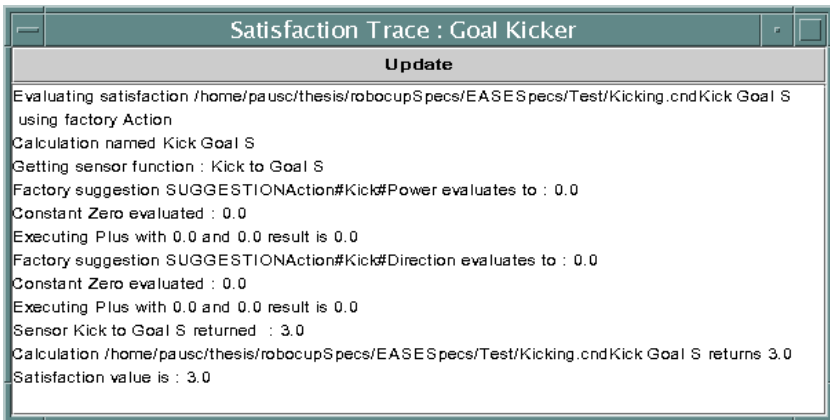 Satisfaction Trace : Goal Kicker
Update
Evaluating satisfaction /home/pausc/thesis/robocupSpecs/EASESpecs/Test/Kicking.cndKick Goal S
using factory Action
Calculation named Kick Goal S
Getting sensor function : Kick to Goal S
Factory suggestion SUGGESTIONAction#Kick#Power evaluates to : 0.0
Constant Zero evaluated : 0.0
Executing Plus with 0.0 and 0.0 result is 0.0
Factory suggestion SUGGESTIONAction#Kick#Direction evaluates to : 0.0
Constant Zero evaluated : 0.0
Executing Plus with 0.0 and 0.0 result is 0.0
Sensor Kick to Goal S returned : 3.0
Calculation /home/pausc/thesis/robocupSpecs/EASESpecs/Test/Kicking.cndKick Goal S returns 3.0
Satisfaction value is : 3.0